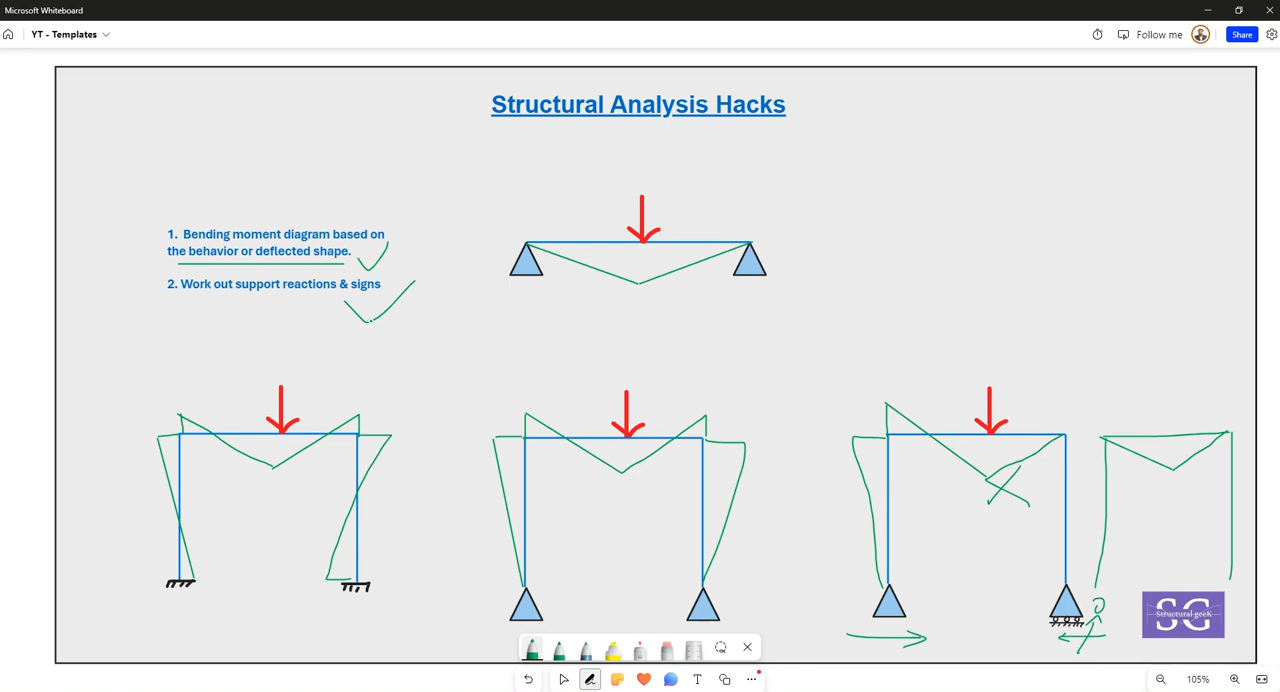 Microsoft Whiteboard
YT - Templates
Follow me
Share
Structural Analysis Hacks
1. Bending moment diagram based on
the behavior or deflected shape.
2. Work out support reactions & signs
0
SG
Structural geeK
T
105%